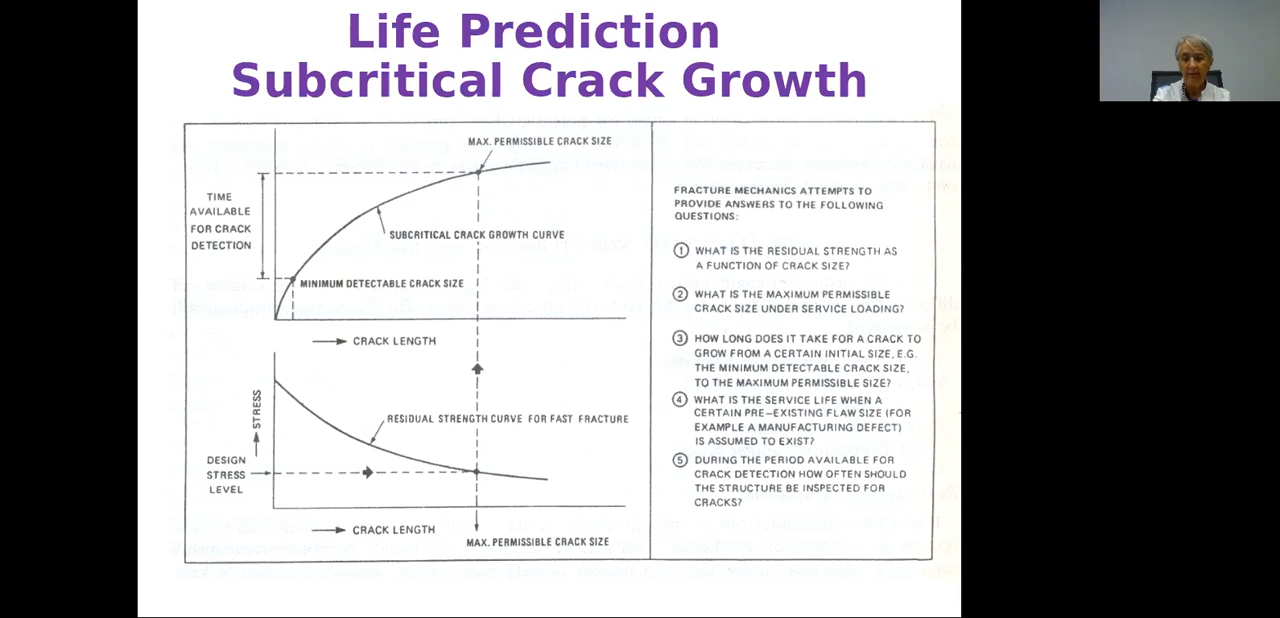 Life Prediction
Subcritical Crack Growth
MAX. PERMISSIBLE CRACK SIZE
TIME
AVAILABLE
FOR CRACK
DETECTION
SUBCRITICAL CRACK GROWTH CURVE
MINIMUM DETECTABLE CRACK SIZE
CRACK LENGTH
STRESS
RESIDUAL STRENGTH CURVE FOR FAST FRACTURE
DESIGN
STRESS
LEVEL
CRACK LENGTH
MAX. PERMISSIBLE CRACK SIZE
FRACTURE MECHANICS ATTEMPTS TO
PROVIDE ANSWERS TO THE FOLLOWING
QUESTIONS:
1 WHAT IS THE RESIDUAL STRENGTH AS
A FUNCTION OF CRACK SIZE?
2 WHAT IS THE MAXIMUM PERMISSIBLE
CRACK SIZE UNDER SERVICE LOADING?
3 HOW LONG DOES IT TAKE FOR A CRACK TO
GROW FROM A CERTAIN INITIAL SIZE, E.G.
THE MINIMUM DETECTABLE CRACK SIZE,
TO THE MAXIMUM PERMISSIBLE SIZE?
4 WHAT IS THE SERVICE LIFE WHEN A
CERTAIN PRE-EXISTING FLAW SIZE (FOR
EXAMPLE A MANUFACTURING DEFECT)
IS ASSUMED TO EXIST?
5 DURING THE PERIOD AVAILABLE FOR
CRACK DETECTION HOW OFTEN SHOULD
THE STRUCTURE BE INSPECTED FOR
CRACKS?